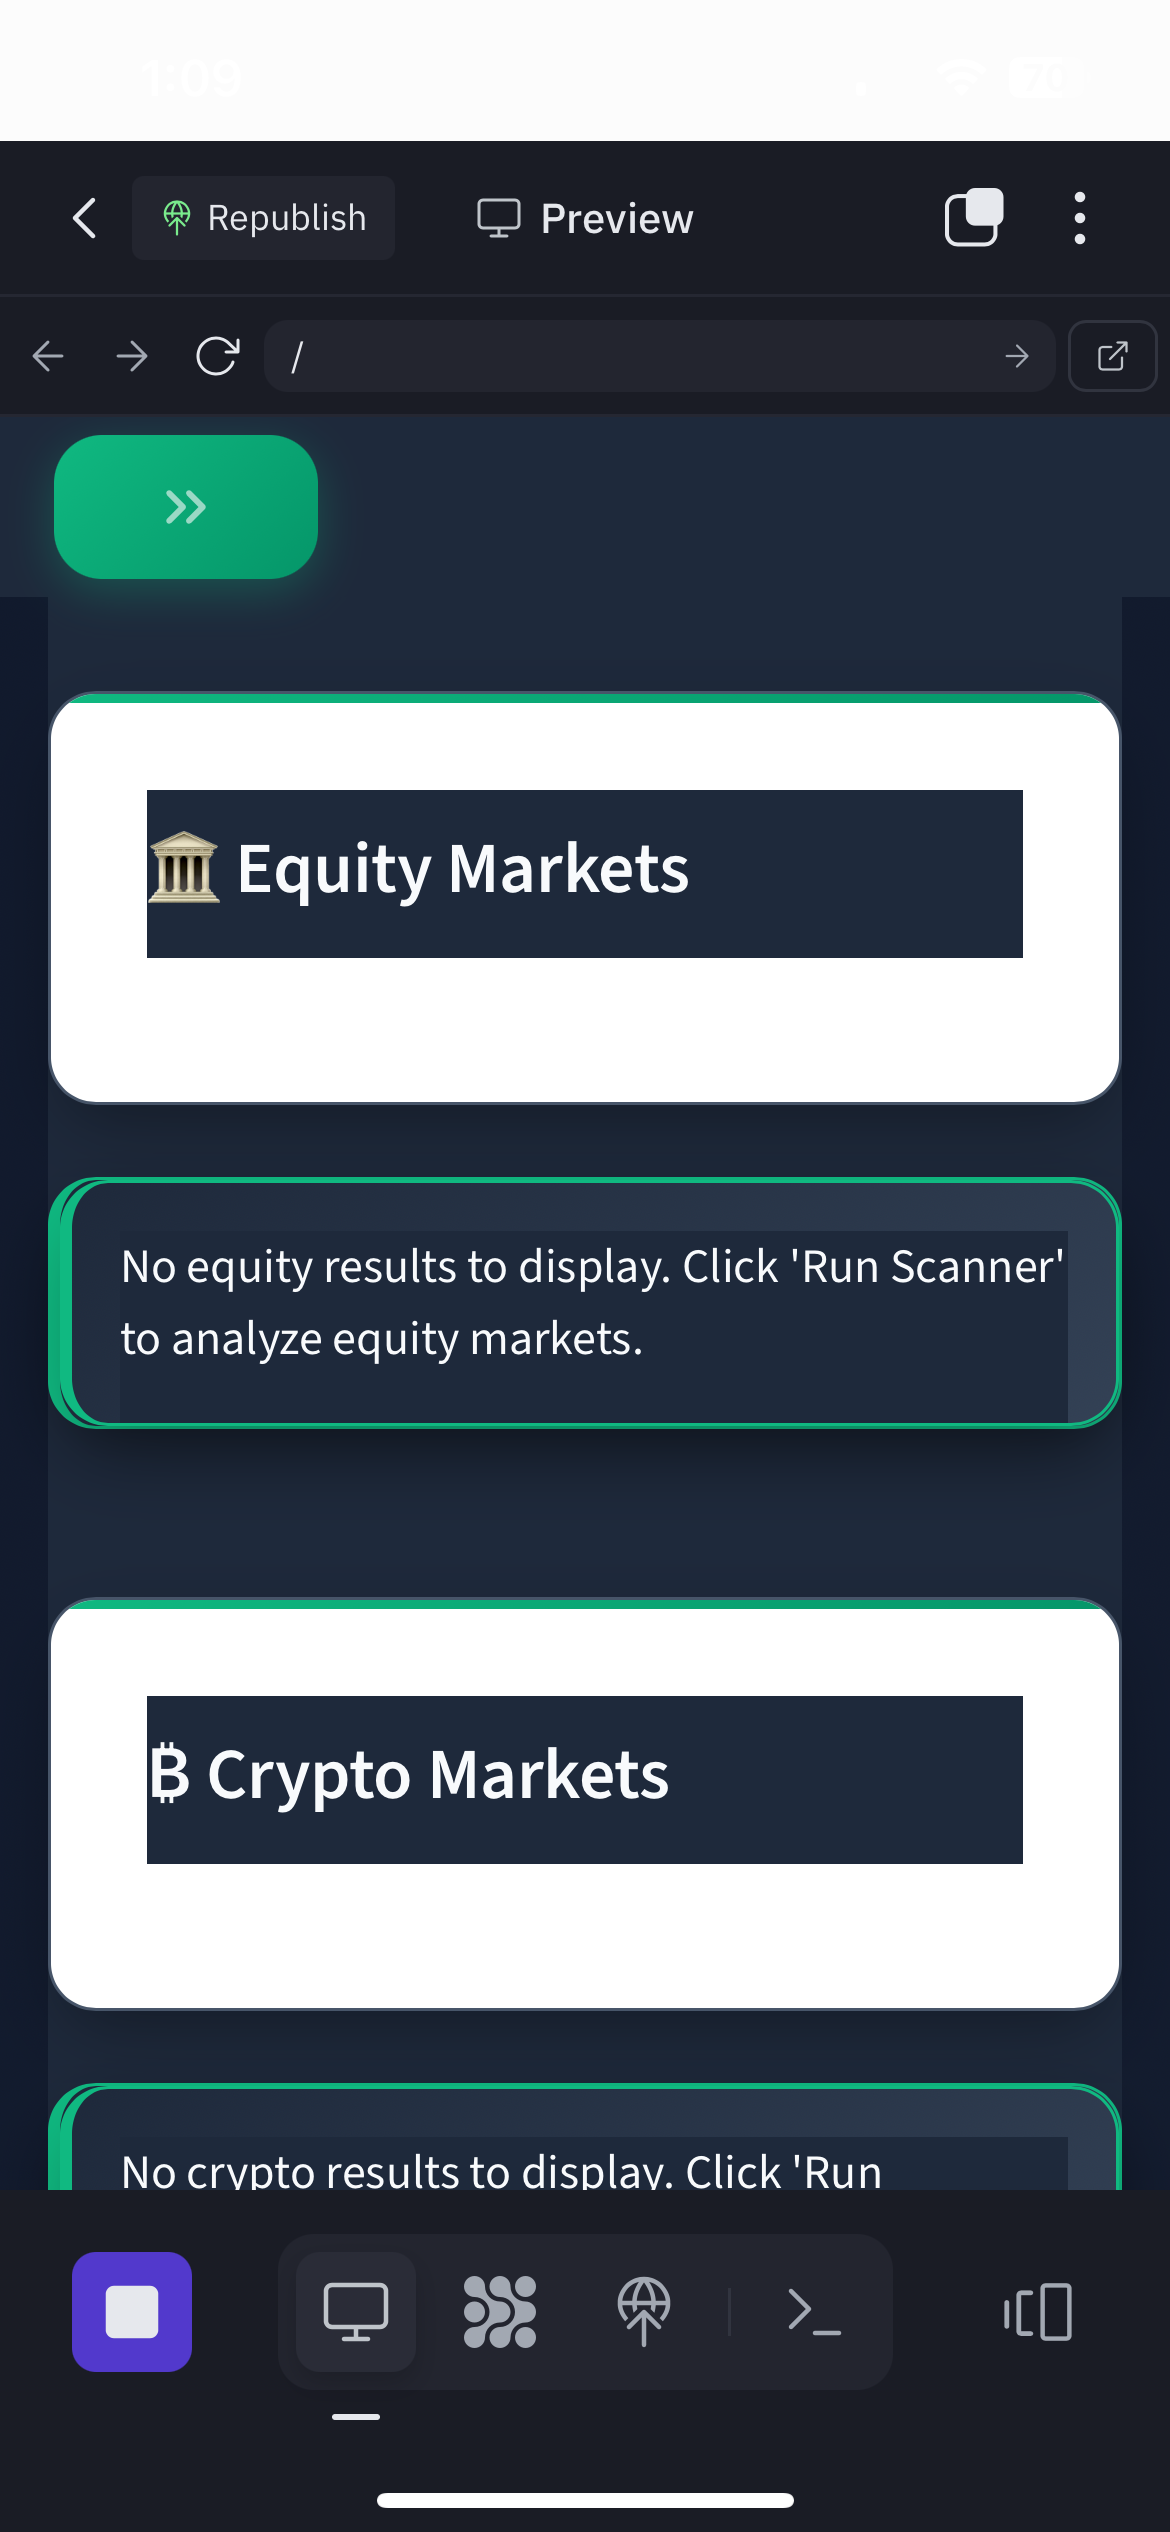 1:09
70
Republish
Preview
/
🏛️ Equity Markets
No equity results to display. Click 'Run Scanner'
to analyze equity markets.
₿ Crypto Markets
No crypto results to display. Click 'Run